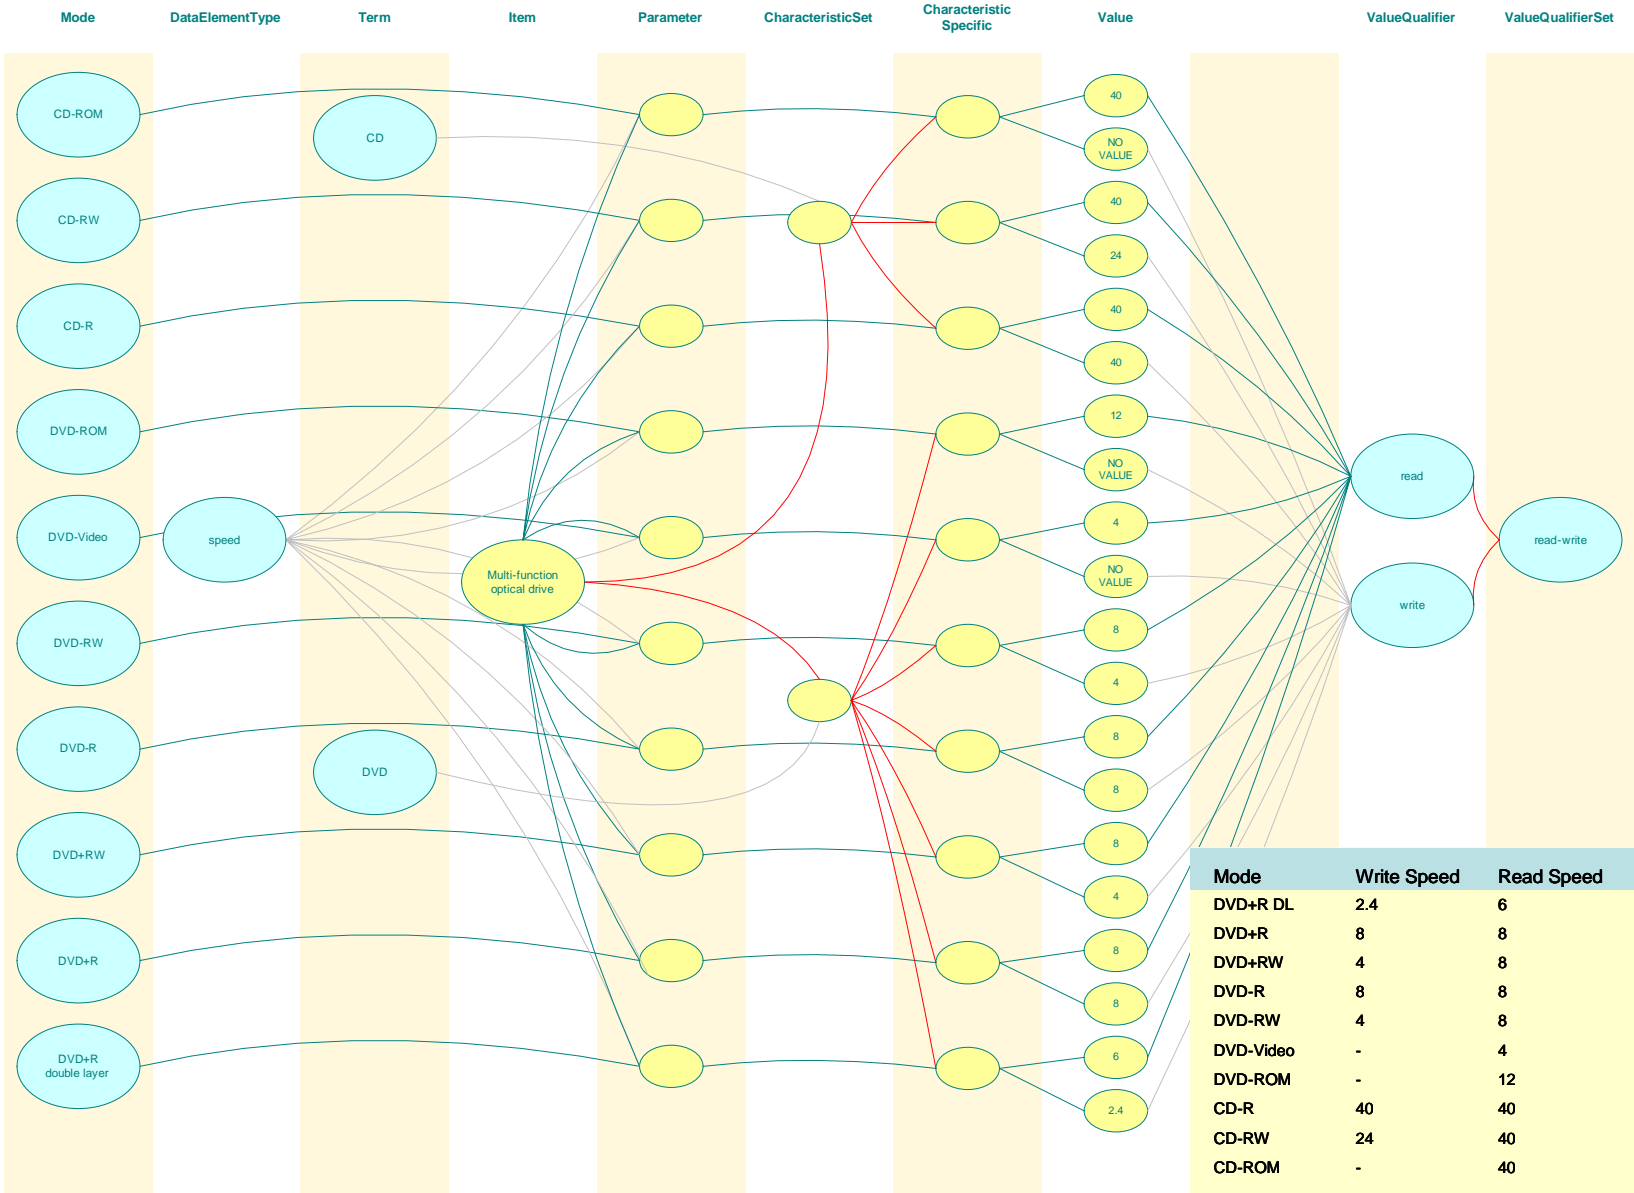 Mode
DataElementType
Term
Item
Parameter
CharacteristicSet
Characteristic
Specific
Value
ValueQualifier
ValueQualifierSet
CD-ROM
CD-RW
CD-R
DVD-ROM
DVD-Video
DVD-RW
DVD-R
DVD+RW
DVD+R
DVD+R
double layer
speed
CD
DVD
Multi-function
optical drive
40
NO
VALUE
40
24
40
40
12
NO
VALUE
4
NO
VALUE
8
4
8
8
8
4
8
8
6
2.4
read
write
read-write
Mode Write Speed Read Speed
DVD+R DL 2.4 6
DVD+R 8 8
DVD+RW 4 8
DVD-R 8 8
DVD-RW 4 8
DVD-Video - 4
DVD-ROM - 12
CD-R 40 40
CD-RW 24 40
CD-ROM - 40